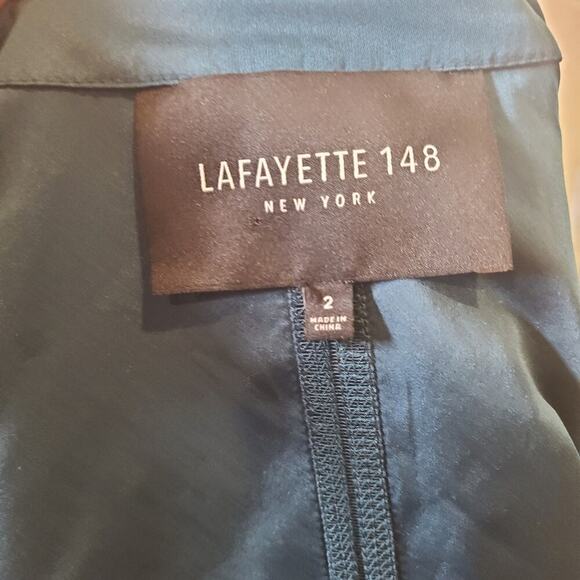 LAFAYETTE 148
NEW YORK
2
MADE IN
CHINA